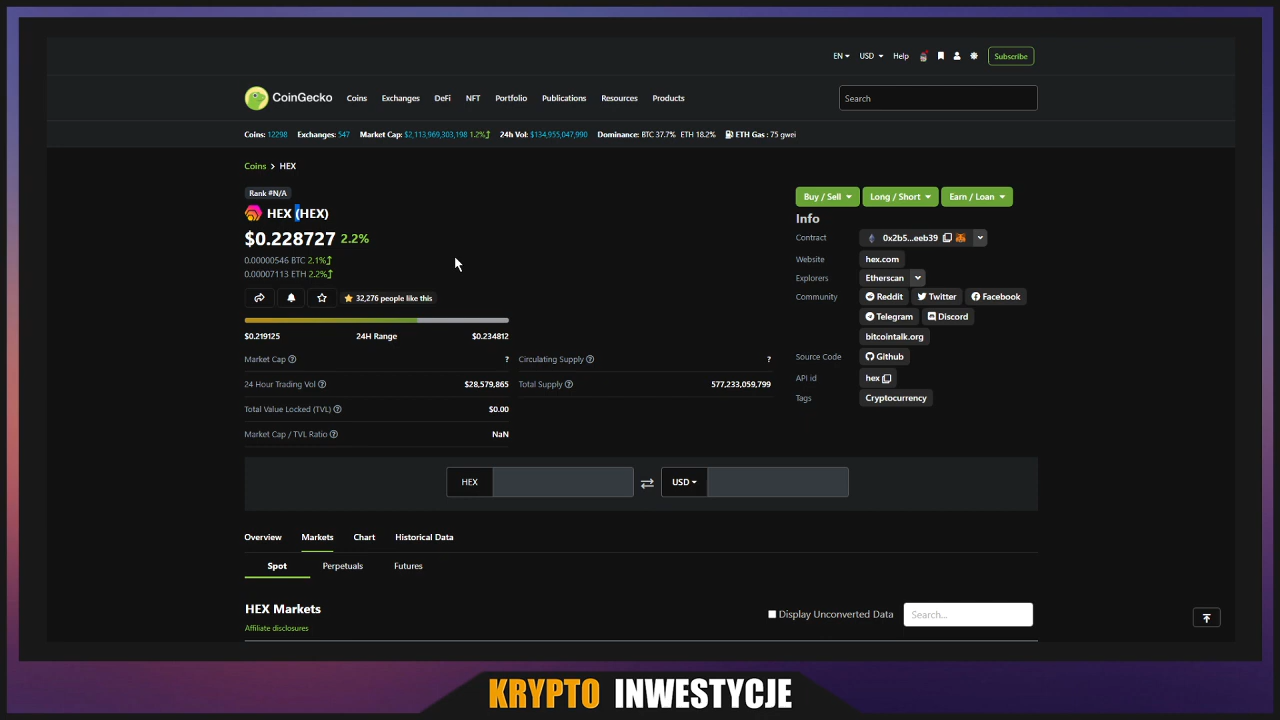 EN USD Help Subscribe
CoinGecko Coins Exchanges DeFi NFT Portfolio Publications Resources Products Search
Coins: 12298 Exchanges: 547 Market Cap: $2,113,969,303,198 1.2% 24h Vol: $134,955,047,990 Dominance: BTC 37.7% ETH 18.2% ETH Gas : 75 gwei
Coins > HEX
Rank #N/A
HEX (HEX)
$0.228727 2.2%
0.00000546 BTC 2.1%
0.00007113 ETH 2.2%
32,276 people like this
$0.219125 24H Range $0.234812
Market Cap ?
24 Hour Trading Vol $28,579,865
Total Value Locked (TVL) $0.00
Market Cap / TVL Ratio NaN
Circulating Supply ?
Total Supply 577,233,059,799
Buy / Sell Long / Short Earn / Loan
Info
Contract 0x2b5...eeb39
Website hex.com
Explorers Etherscan
Community Reddit Twitter Facebook
Telegram Discord
bitcointalk.org
Source Code Github
API id hex
Tags Cryptocurrency
HEX USD
Overview Markets Chart Historical Data
Spot Perpetuals Futures
HEX Markets
Affiliate disclosures
Display Unconverted Data Search...
KRYPTO INWESTYCJE